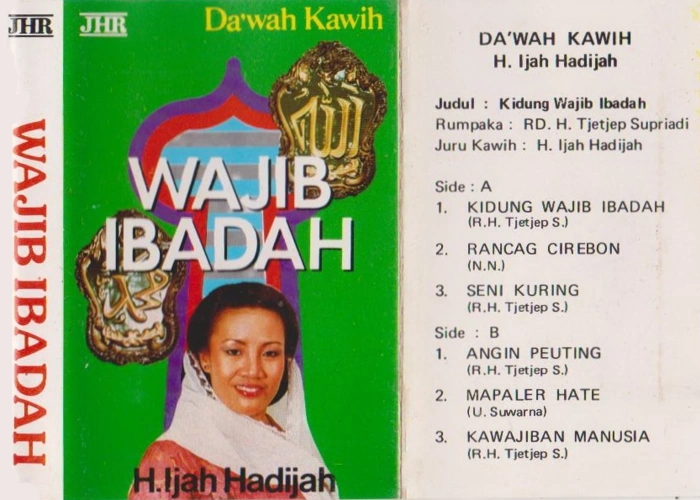 JHR
WAJIB IBADAH
JHR
Da'wah Kawih
الله
محمد
WAJIB
IBADAH
H.Ijah Hadijah
DA'WAH KAWIH
H. Ijah Hadijah
Judul : Kidung Wajib Ibadah
Rumpaka : RD. H. Tjetjep Supriadi
Juru Kawih : H. Ijah Hadijah
Side : A
1. KIDUNG WAJIB IBADAH
(R.H. Tjetjep S.)
2. RANCAG CIREBON
(N.N.)
3. SENI KURING
(R.H. Tjetjep S.)
Side : B
1. ANGIN PEUTING
(R.H. Tjetjep S.)
2. MAPALER HATE
(U. Suwarna)
3. KAWAJIBAN MANUSIA
(R.H. Tjetjep S.)